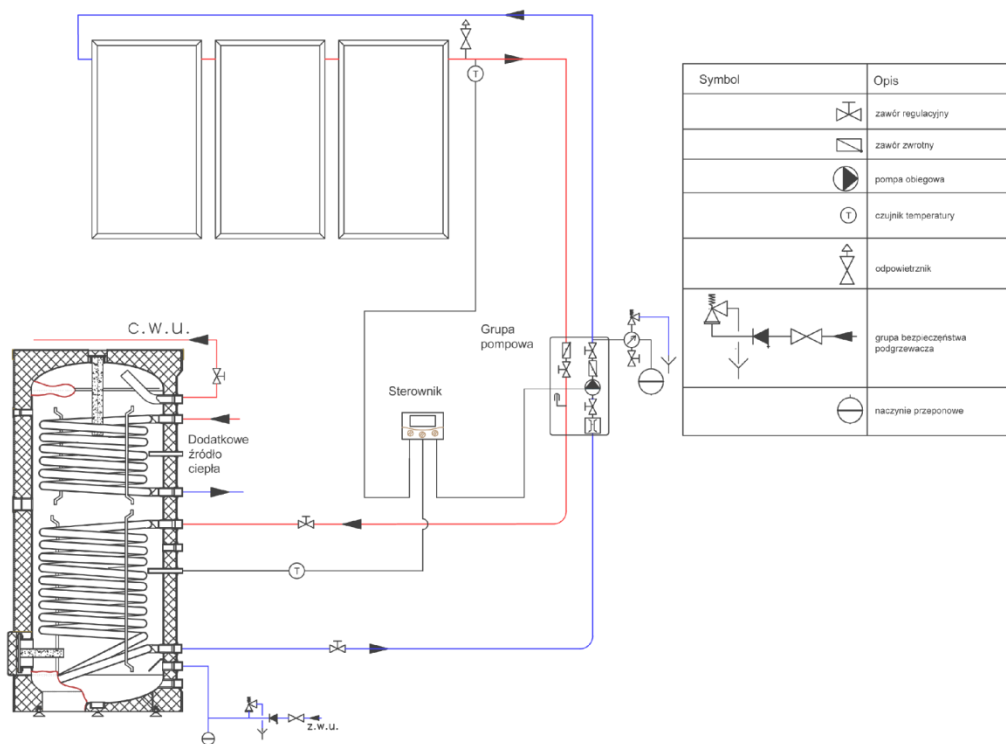 T
c.w.u.
Dodatkowe
źródło
ciepła
Sterownik
Grupa
pompowa
T
z.w.u.
Symbol Opis
zawór regulacyjny
zawór zwrotny
pompa obiegowa
T czujnik temperatury
odpowietrznik
grupa bezpieczeństwa
podgrzewacza
naczynie przeponowe